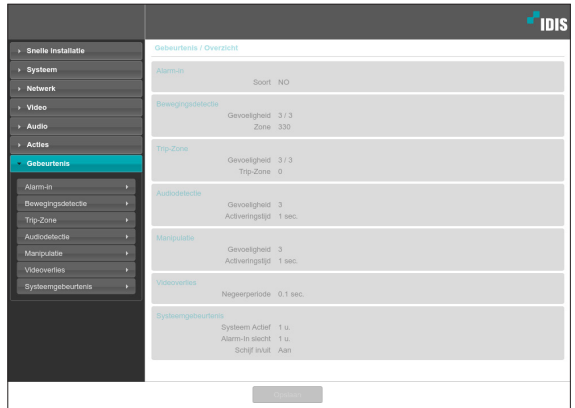 IDIS
Snelle Installatie
Systeem
Netwerk
Video
Audio
Acties
Gebeurtenis
Alarm-in
Bewegingsdetectie
Trip-Zone
Audiodetectie
Manipulatie
Videoverlies
Systeemgebeurtenis
Gebeurtenis / Overzicht
Alarm-in
Soort NO
Bewegingsdetectie
Gevoeligheid 3 / 3
Zone 330
Trip-Zone
Gevoeligheid 3 / 3
Trip-Zone 0
Audiodetectie
Gevoeligheid 3
Activeringstijd 1 sec.
Manipulatie
Gevoeligheid 3
Activeringstijd 1 sec.
Videoverlies
Negeerperiode 0.1 sec.
Systeemgebeurtenis
Systeem Actief 1 u.
Alarm-In slecht 1 u.
Schijf in/uit Aan
Opslaan